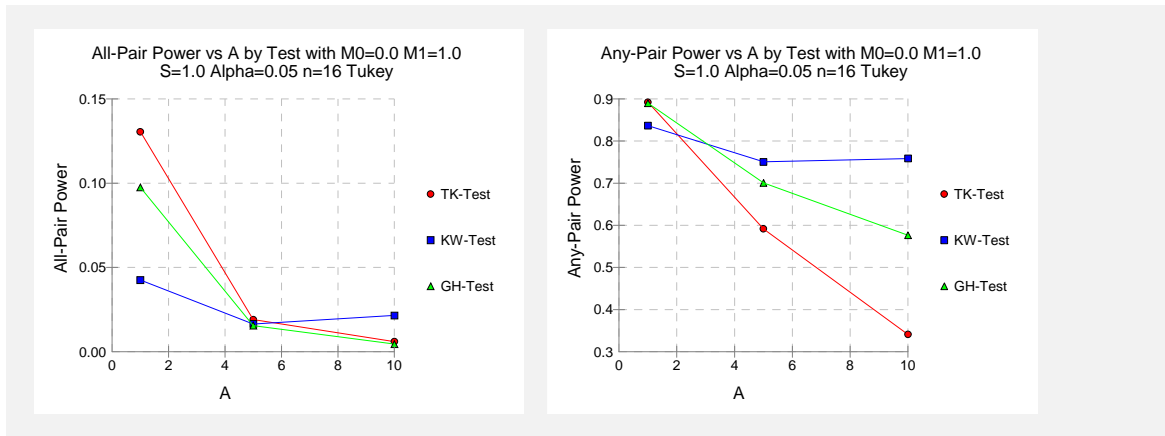 All-Pair Power vs A by Test with M0=0.0 M1=1.0
S=1.0 Alpha=0.05 n=16 Tukey
0.15
0.10
0.05
0.00
All-Pair Power
0 2 4 6 8 10
A
TK-Test
KW-Test
GH-Test
Any-Pair Power vs A by Test with M0=0.0 M1=1.0
S=1.0 Alpha=0.05 n=16 Tukey
0.9
0.8
0.7
0.6
0.5
0.4
0.3
Any-Pair Power
0 2 4 6 8 10
A
TK-Test
KW-Test
GH-Test